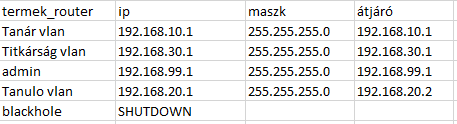 termek_router ip maszk átjáró
Tanár vlan 192.168.10.1 255.255.255.0 192.168.10.1
Titkárság vlan 192.168.30.1 255.255.255.0 192.168.30.1
admin 192.168.99.1 255.255.255.0 192.168.99.1
Tanulo vlan 192.168.20.1 255.255.255.0 192.168.20.2
blackhole SHUTDOWN